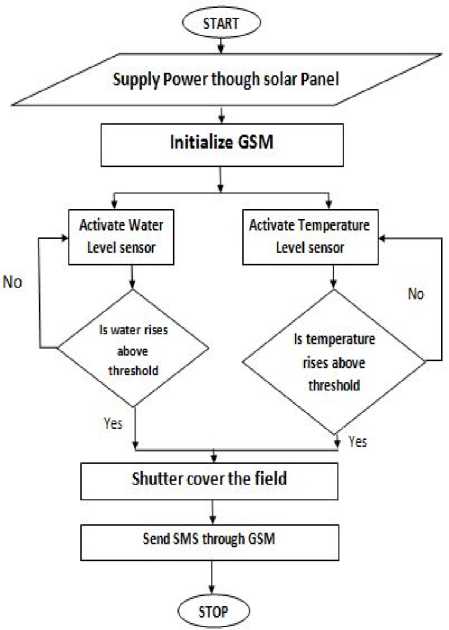 START
Supply Power though solar Panel
Initialize GSM
Activate Water
Level sensor
Activate Temperature
Level sensor
No
No
Is water rises
above
threshold
Is temperature
rises above
threshold
Yes
Yes
Shutter cover the field
Send SMS through GSM
STOP